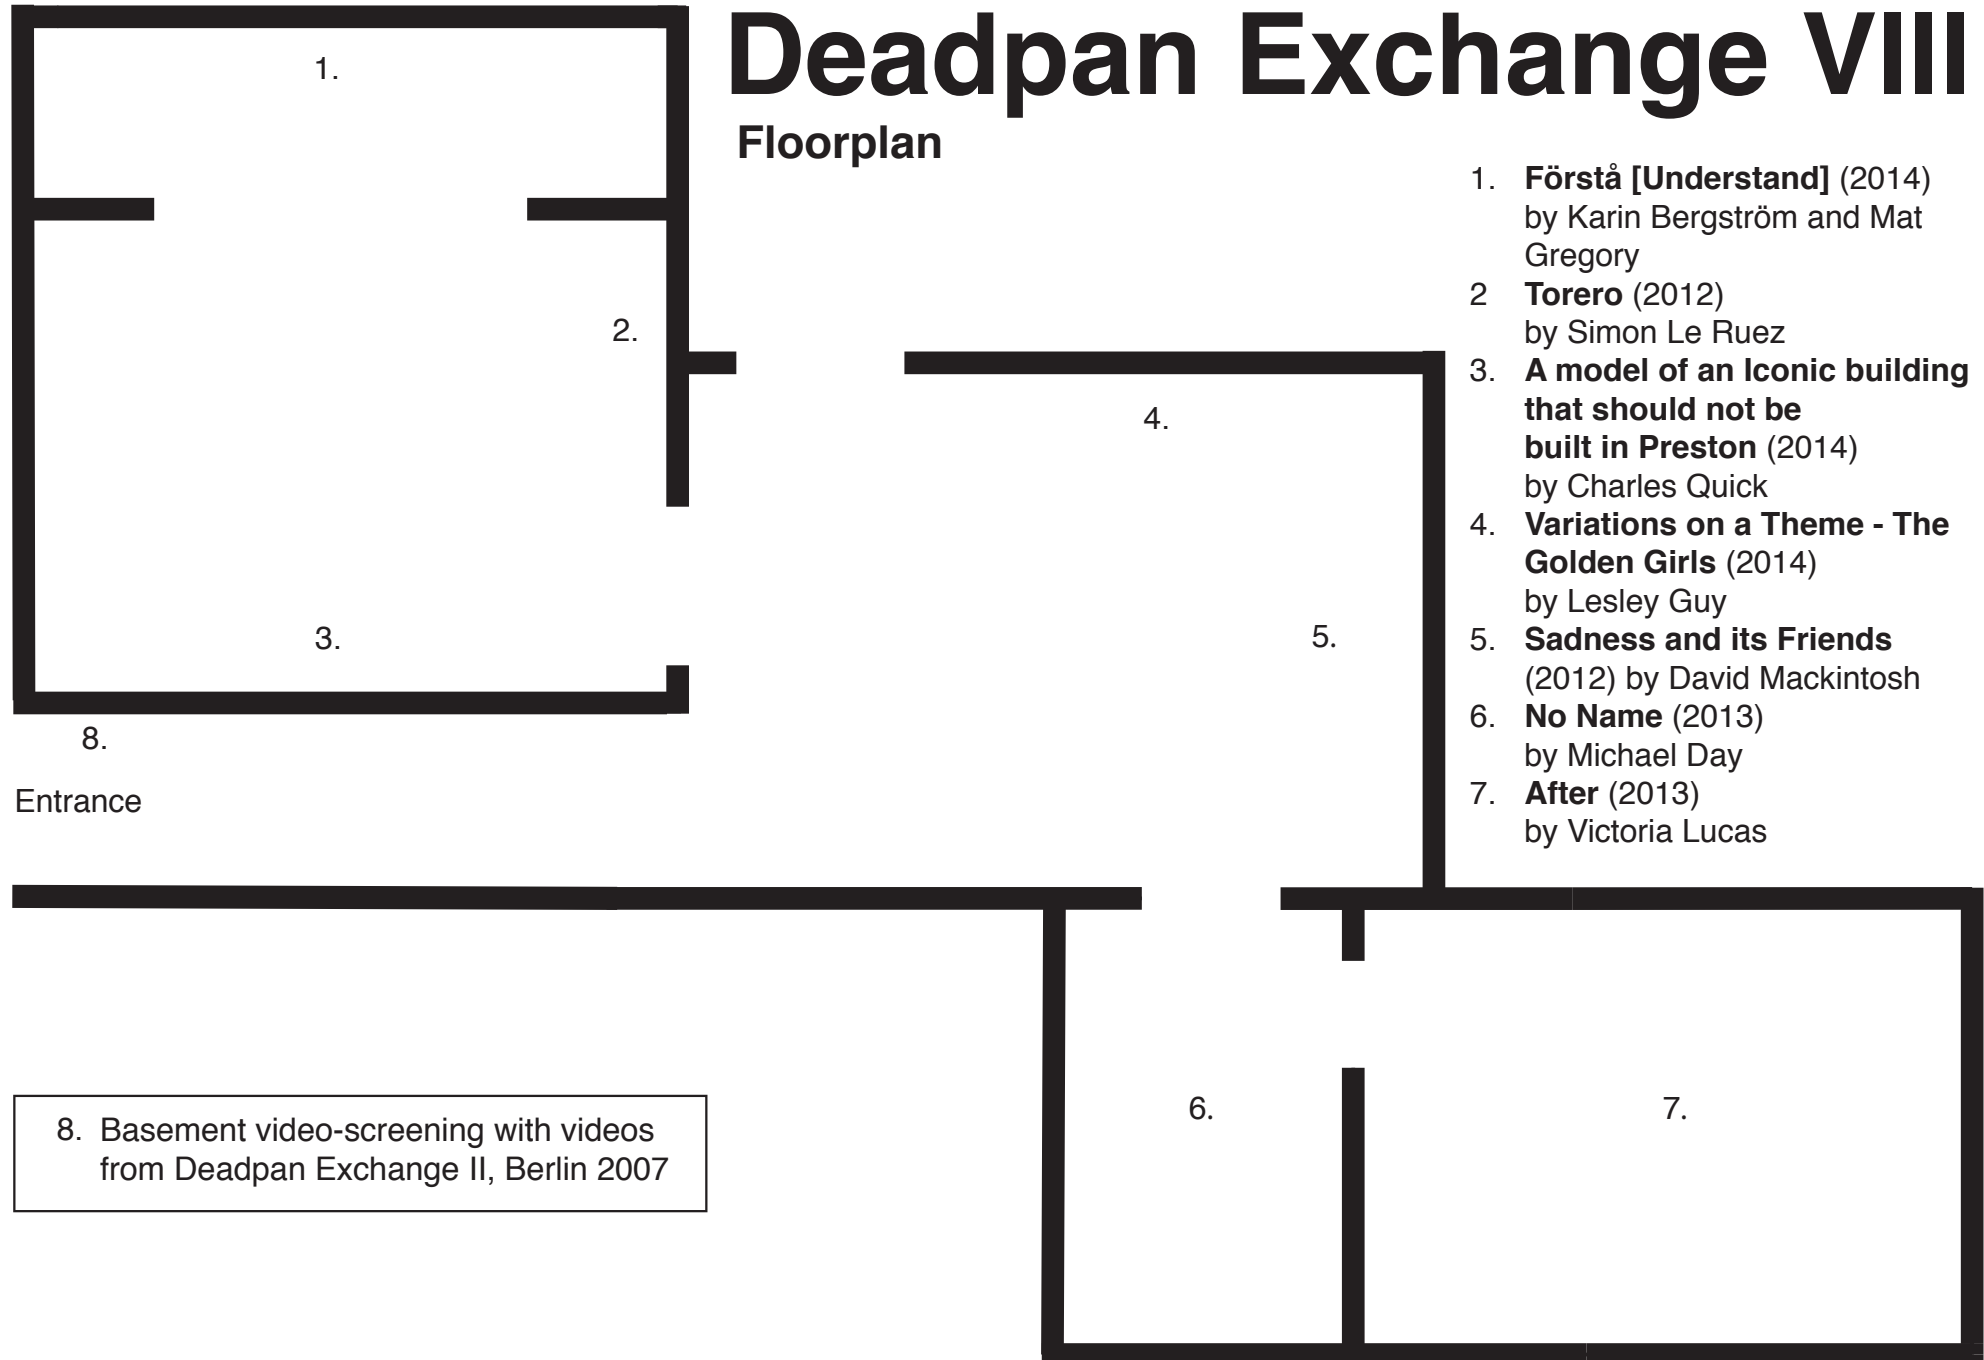 Deadpan Exchange VIII
Floorplan
1.
2.
3.
4.
5.
8.
Entrance
6.
7.
1. Förstå [Understand] (2014)
by Karin Bergström and Mat
Gregory
2 Torero (2012)
by Simon Le Ruez
3. A model of an Iconic building
that should not be
built in Preston (2014)
by Charles Quick
4. Variations on a Theme - The
Golden Girls (2014)
by Lesley Guy
5. Sadness and its Friends
(2012) by David Mackintosh
6. No Name (2013)
by Michael Day
7. After (2013)
by Victoria Lucas
8. Basement video-screening with videos
from Deadpan Exchange II, Berlin 2007